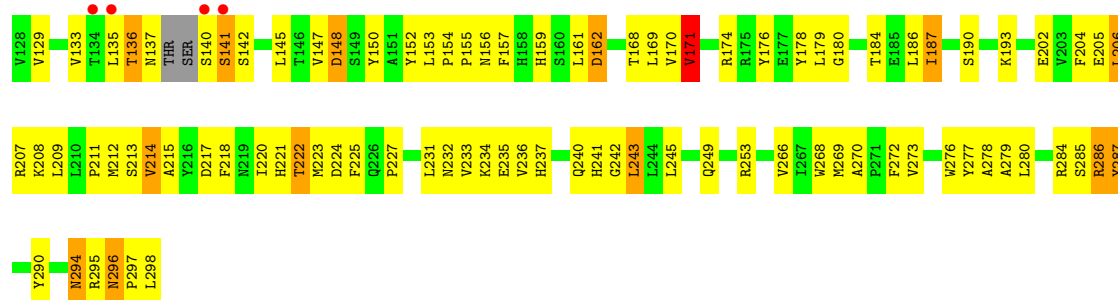 V128 V129 V133 T134 L135 T136 N137 THR SER S140 S141 S142 L145 T146 V147 D148 S149 Y150 A151 Y152 L153 P154 P155 N156 F157 H158 H159 S160 L161 D162 T168 L169 V170 V171 R174 R175 Y176 E177 Y178 L179 G180 T184 E185 L186 I187 S190 K193 E202 V203 F204 E205 L206
R207 K208 L209 L210 P211 M212 S213 V214 A215 Y216 D217 F218 N219 I220 H221 T222 M223 D224 F225 Q226 P227 L231 N232 V233 K234 E235 V236 H237 Q240 H241 G242 L243 L244 L245 Q249 R253 V266 I267 W268 M269 A270 P271 F272 V273 W276 Y277 A278 A279 L280 R284 S285 R286 Y287
Y290 N294 R295 N296 P297 L298